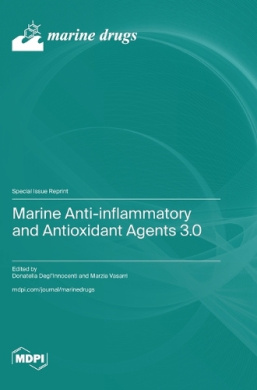 marine drugs
Special Issue Reprint
Marine Anti-inflammatory
and Antioxidant Agents 3.0
Edited by
Donatella Degl'Innocenti and Marzia Vasarri
mdpi.com/journal/marinedrugs
MDPI